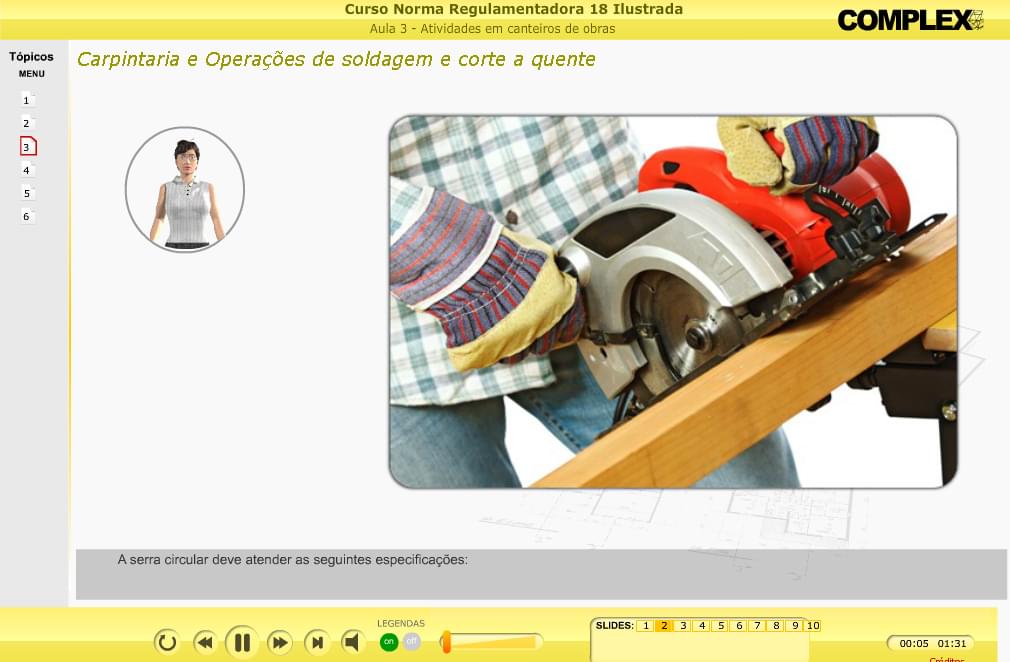 Curso Norma Regulamentadora 18 Ilustrada
Aula 3 - Atividades em canteiros de obras
COMPLEX
Tópicos
MENU
1
2
3
4
5
6
Carpintaria e Operações de soldagem e corte a quente
A serra circular deve atender as seguintes especificações:
LEGENDAS
on off
SLIDES: 1 2 3 4 5 6 7 8 9 10
00:05 01:31
Créditos